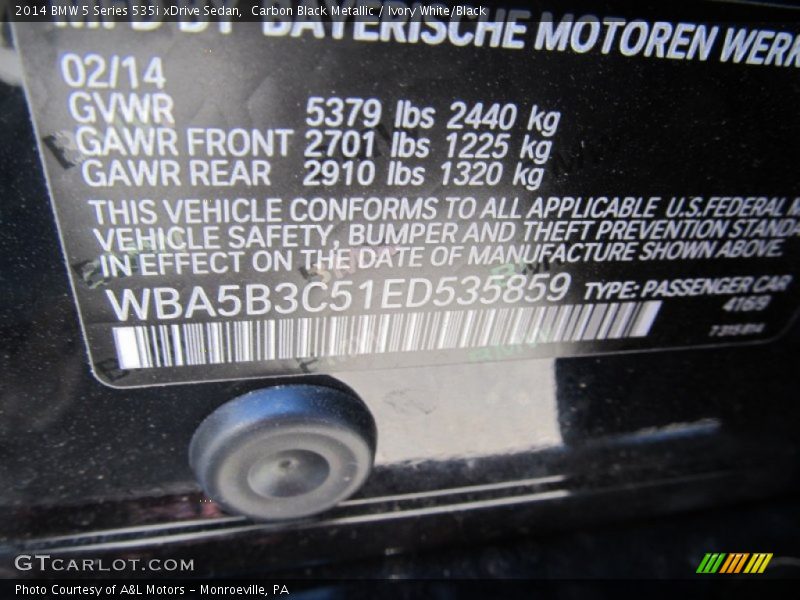 2014 BMW 5 Series 535i xDrive Sedan, Carbon Black Metallic / Ivory White/Black
MFD BY BAYERISCHE MOTOREN WERK
02/14
GVWR 5379 lbs 2440 kg
GAWR FRONT 2701 lbs 1225 kg
GAWR REAR 2910 lbs 1320 kg
THIS VEHICLE CONFORMS TO ALL APPLICABLE U.S.FEDERAL M
VEHICLE SAFETY, BUMPER AND THEFT PREVENTION STANDA
IN EFFECT ON THE DATE OF MANUFACTURE SHOWN ABOVE.
WBA5B3C51ED535859 TYPE: PASSENGER CAR
4169
GTCARLOT.COM
Photo Courtesy of A&L Motors – Monroeville, PA